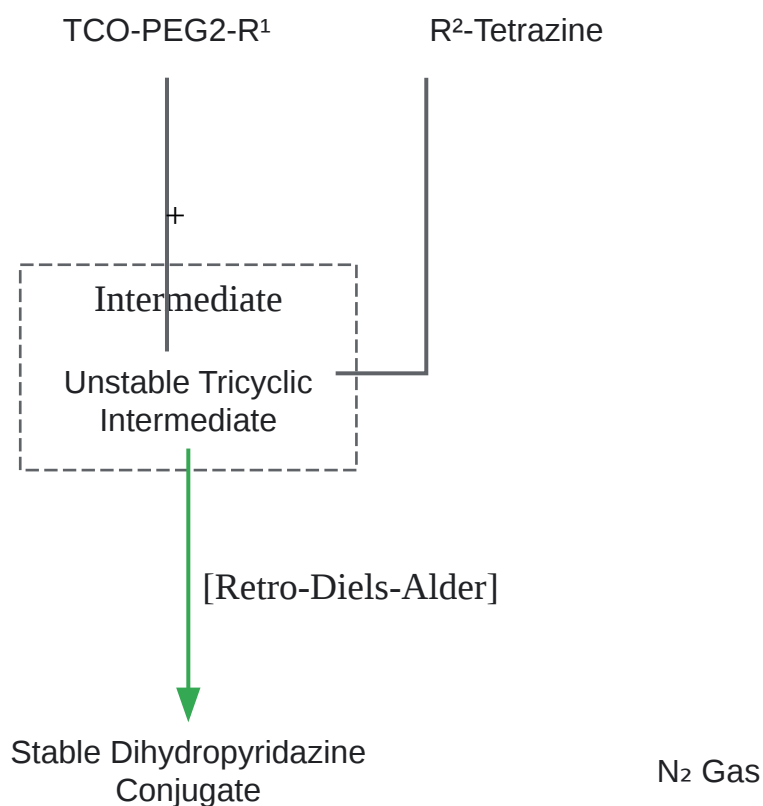 TCO-PEG2-R¹
R²-Tetrazine
+
Intermediate
Unstable Tricyclic
Intermediate
[Retro-Diels-Alder]
Stable Dihydropyridazine
Conjugate
N₂ Gas